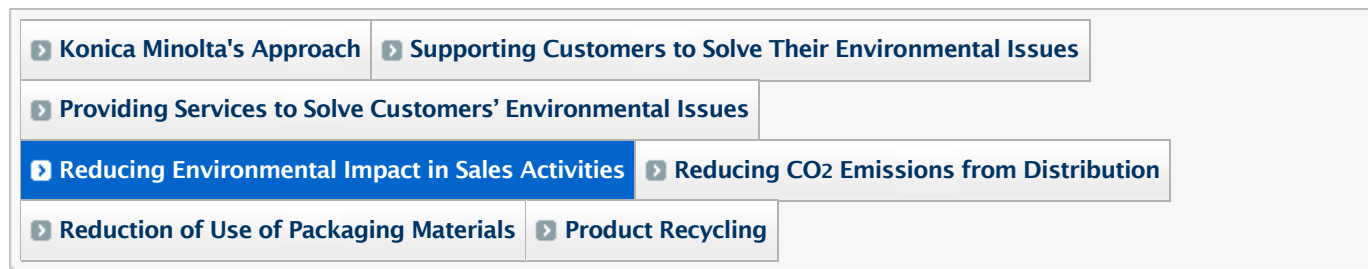 Konica Minolta's Approach Supporting Customers to Solve Their Environmental Issues
Providing Services to Solve Customers’ Environmental Issues
Reducing Environmental Impact in Sales Activities Reducing CO2 Emissions from Distribution
Reduction of Use of Packaging Materials Product Recycling